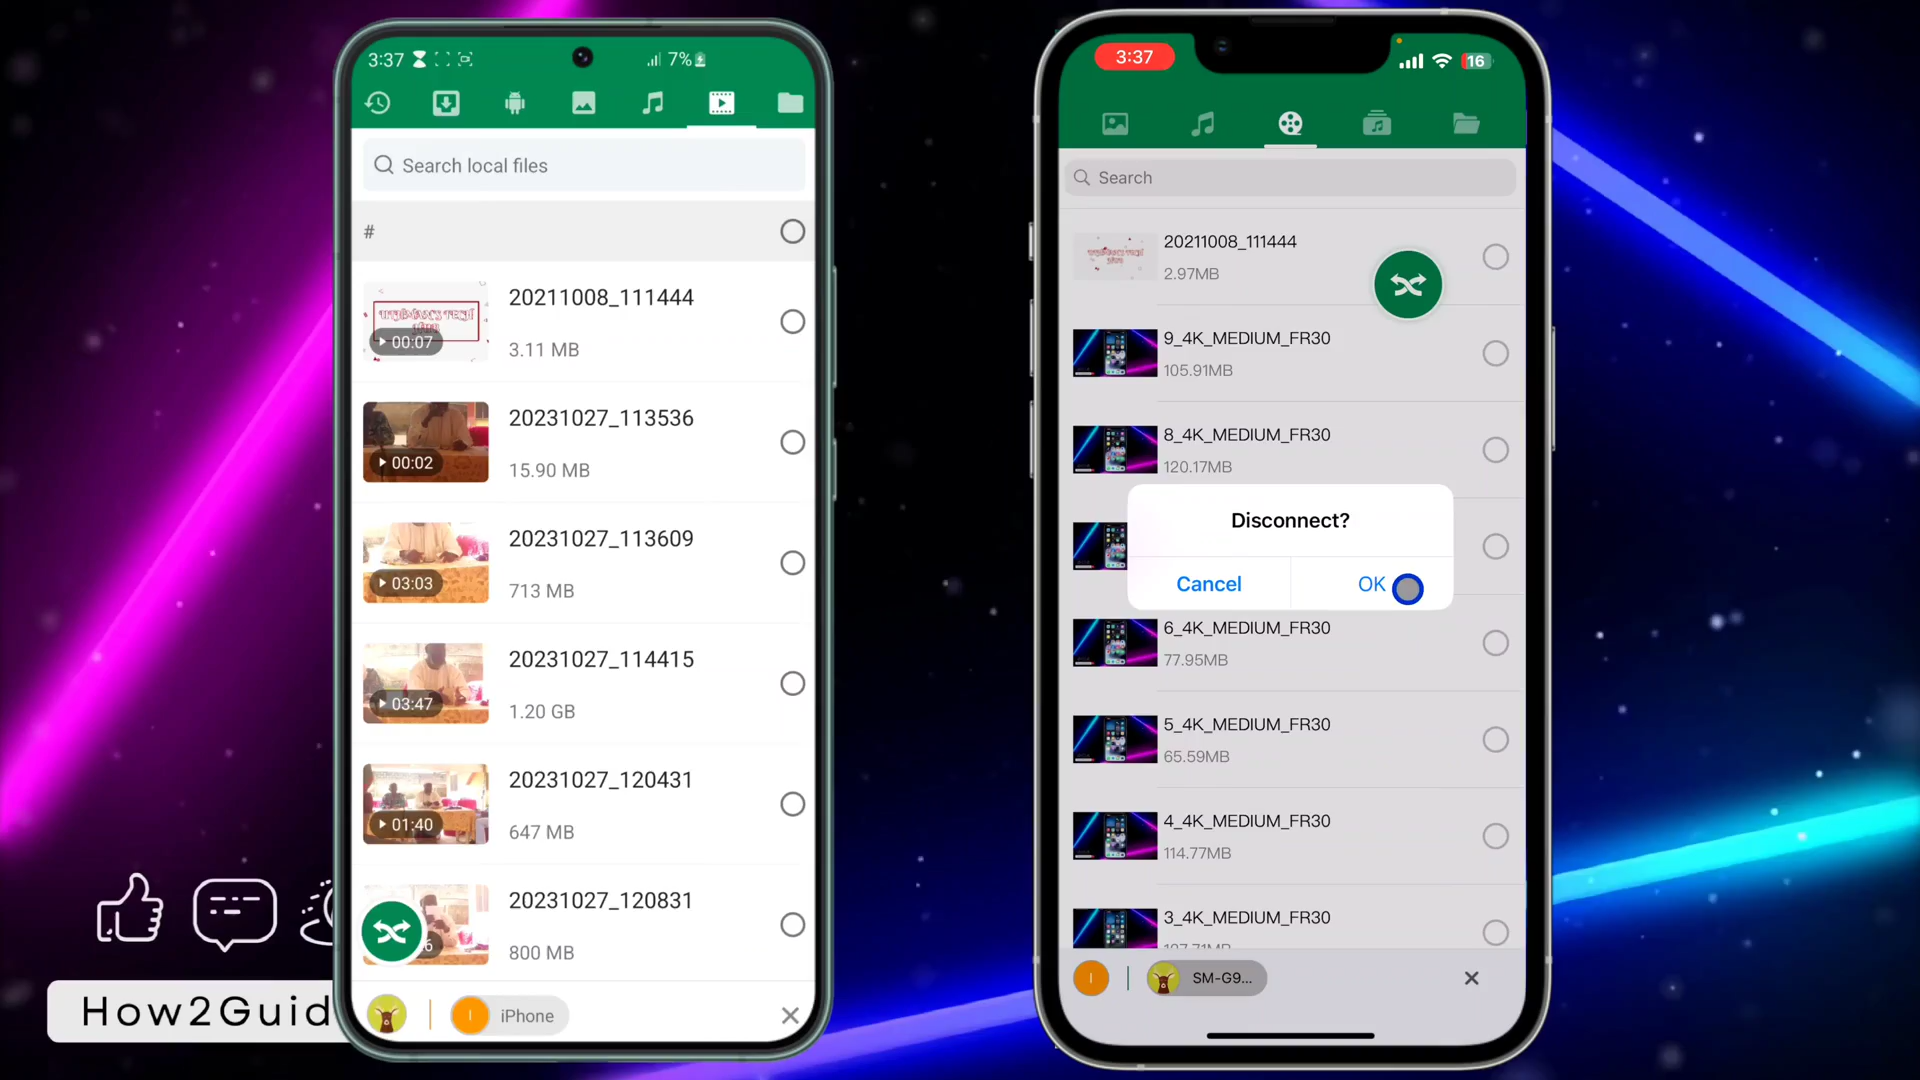 3:37
7%
Search local files
#
20211008_111444
3.11 MB
00:07
20231027_113536
15.90 MB
00:02
20231027_113609
713 MB
03:03
20231027_114415
1.20 GB
03:47
20231027_120431
647 MB
01:40
20231027_120831
800 MB
I
iPhone
How2Guid
3:37
16
Search
20211008_111444
2.97MB
9_4K_MEDIUM_FR30
105.91MB
8_4K_MEDIUM_FR30
120.17MB
Disconnect?
Cancel
OK
6_4K_MEDIUM_FR30
77.95MB
5_4K_MEDIUM_FR30
65.59MB
4_4K_MEDIUM_FR30
114.77MB
3_4K_MEDIUM_FR30
I
SM-G9...